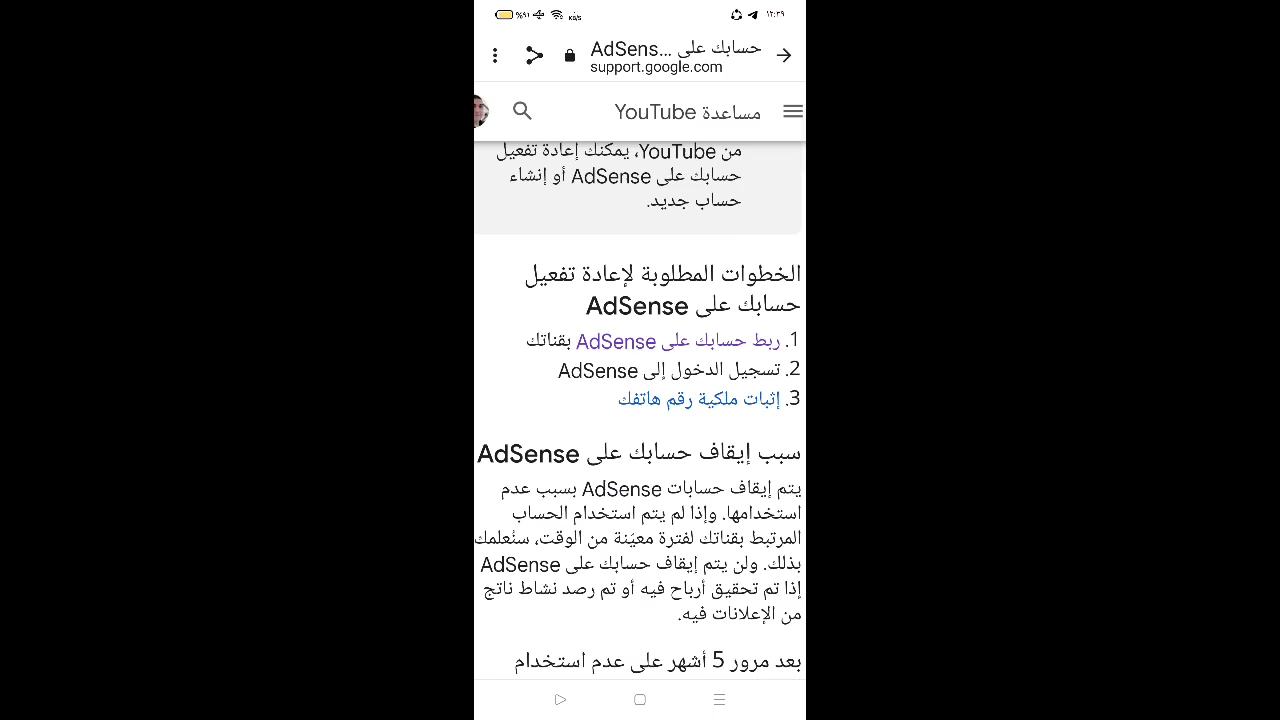 %٩١ KB/S ١٢:٣٩
حسابك على AdSens...
support.google.com
مساعدة YouTube
من YouTube، يمكنك إعادة تفعيل
حسابك على AdSense أو إنشاء
حساب جديد.
الخطوات المطلوبة لإعادة تفعيل
حسابك على AdSense
1. ربط حسابك على AdSense بقناتك
2. تسجيل الدخول إلى AdSense
3. إثبات ملكية رقم هاتفك
سبب إيقاف حسابك على AdSense
يتم إيقاف حسابات AdSense بسبب عدم
استخدامها. وإذا لم يتم استخدام الحساب
المرتبط بقناتك لفترة معيّنة من الوقت، سنُعلمك
بذلك. ولن يتم إيقاف حسابك على AdSense
إذا تم تحقيق أرباح فيه أو تم رصد نشاط ناتج
من الإعلانات فيه.
بعد مرور 5 أشهر على عدم استخدام